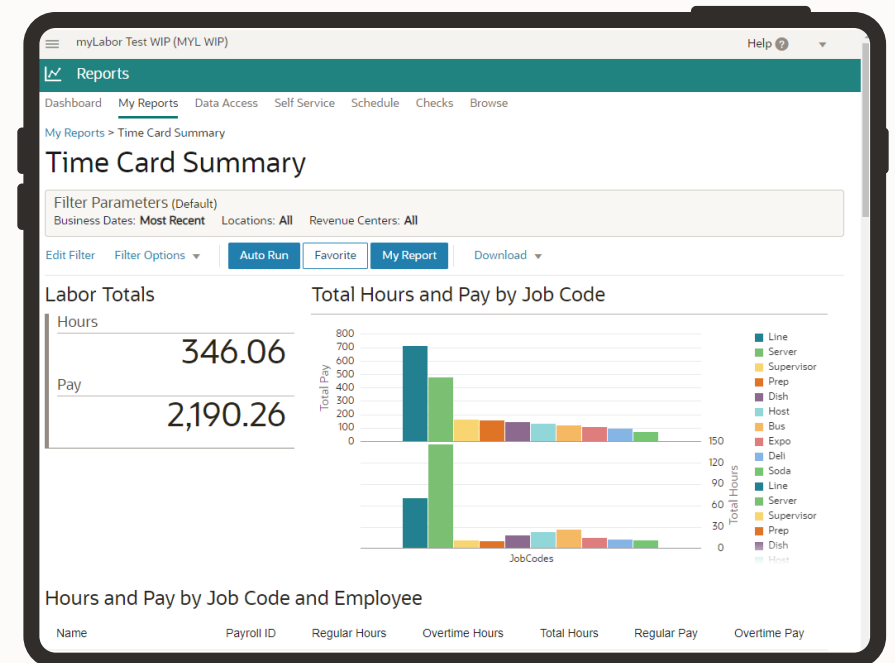 myLabor Test WIP (MYL WIP)
Help ?
Reports
Dashboard My Reports Data Access Self Service Schedule Checks Browse
My Reports > Time Card Summary
Time Card Summary
Filter Parameters (Default)
Business Dates: Most Recent Locations: All Revenue Centers: All
Edit Filter Filter Options Auto Run Favorite My Report Download
Labor Totals
Hours
346.06
Pay
2,190.26
Total Hours and Pay by Job Code
Total Pay
800
700
600
500
400
300
200
100
0
150
120
90
60
30
0
Total Hours
JobCodes
Line
Server
Supervisor
Prep
Dish
Host
Bus
Expo
Deli
Soda
Line
Server
Supervisor
Prep
Dish
Host
Hours and Pay by Job Code and Employee
Name Payroll ID Regular Hours Overtime Hours Total Hours Regular Pay Overtime Pay